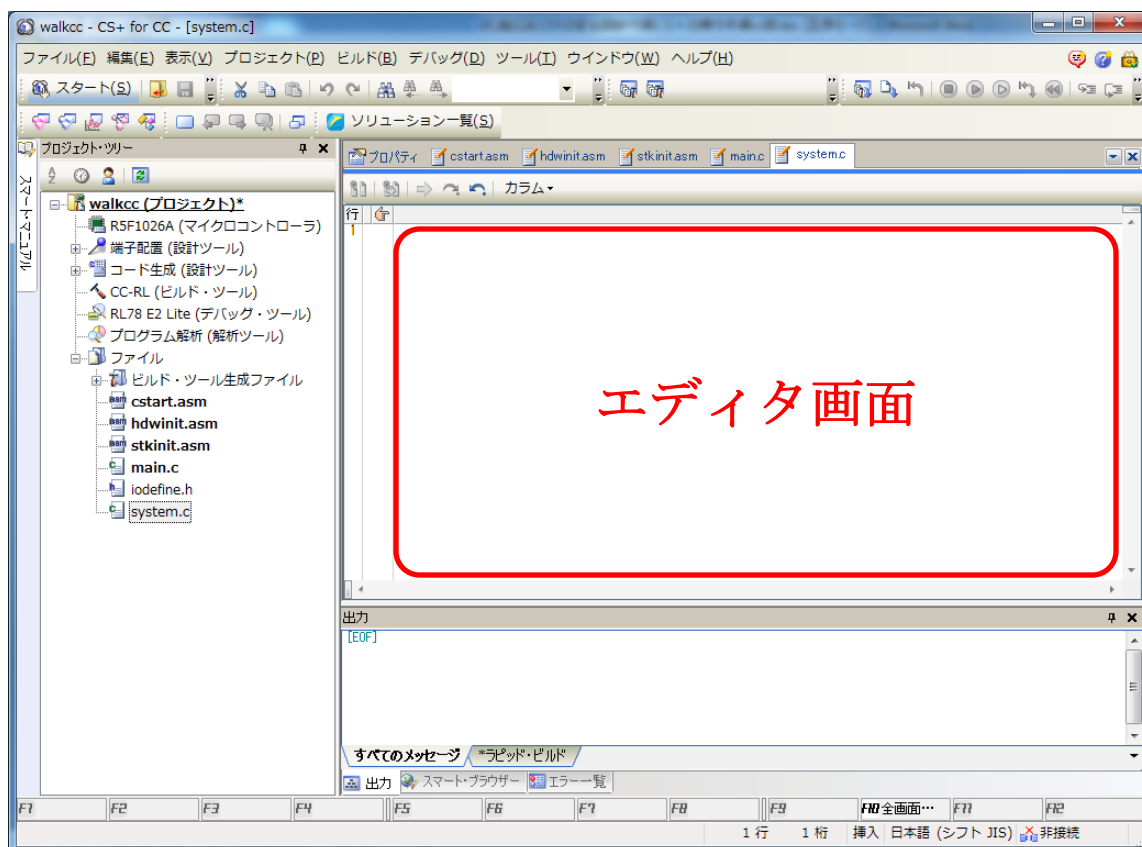 walkcc - CS+ for CC - [system.c]
ファイル(F) 編集(E) 表示(V) プロジェクト(P) ビルド(B) デバッグ(D) ツール(T) ウインドウ(W) ヘルプ(H)
スタート(S)
ソリューション一覧(S)
スマート・マニュアル
プロジェクト・ツリー
walkcc (プロジェクト)*
R5F1026A (マイクロコントローラ)
端子配置 (設計ツール)
コード生成 (設計ツール)
CC-RL (ビルド・ツール)
RL78 E2 Lite (デバッグ・ツール)
プログラム解析 (解析ツール)
ファイル
ビルド・ツール生成ファイル
cstart.asm
hdwinit.asm
stkinit.asm
main.c
iodefine.h
system.c
プロパティ cstart.asm hdwinit.asm stkinit.asm main.c system.c
カラム
行
1
エディタ画面
出力
[EOF]
すべてのメッセージ *ラピッド・ビルド
出力 スマート・ブラウザー エラー一覧
F1 F2 F3 F4 F5 F6 F7 F8 F9 F10 全画面… F11 F12
1 行 1 桁 挿入 日本語 (シフト JIS) 非接続